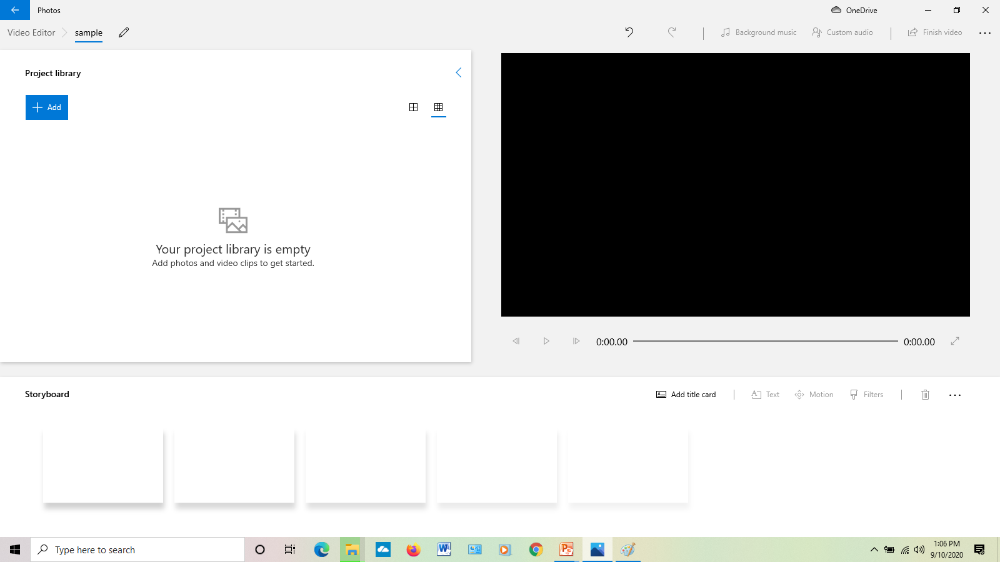 Photos
OneDrive
Video Editor
sample
Background music
Custom audio
Finish video
Project library
Add
Your project library is empty
Add photos and video clips to get started.
0:00.00
0:00.00
Storyboard
Add title card
Text
Motion
Filters
Type here to search
1:06 PM
9/10/2020